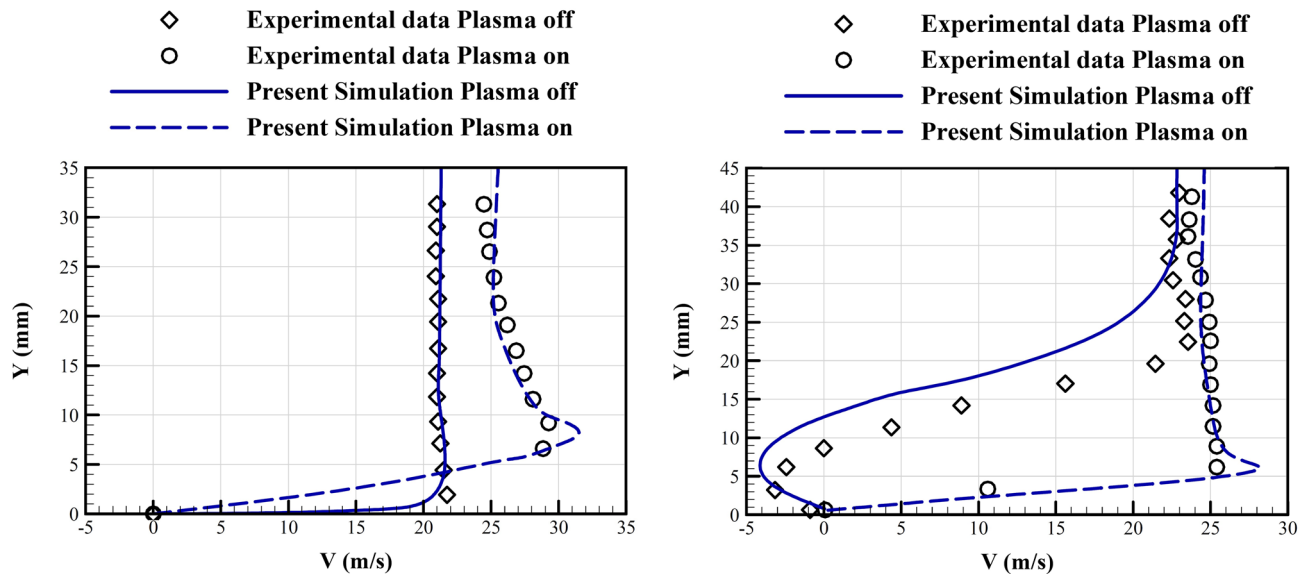 Experimental data Plasma off
Experimental data Plasma on
Present Simulation Plasma off
Present Simulation Plasma on
35
30
25
20
15
10
5
0
Y (mm)
-5
0
5
10
15
20
25
30
35
V (m/s)
Experimental data Plasma off
Experimental data Plasma on
Present Simulation Plasma off
Present Simulation Plasma on
45
40
35
30
25
20
15
10
5
0
Y (mm)
-5
0
5
10
15
20
25
30
V (m/s)